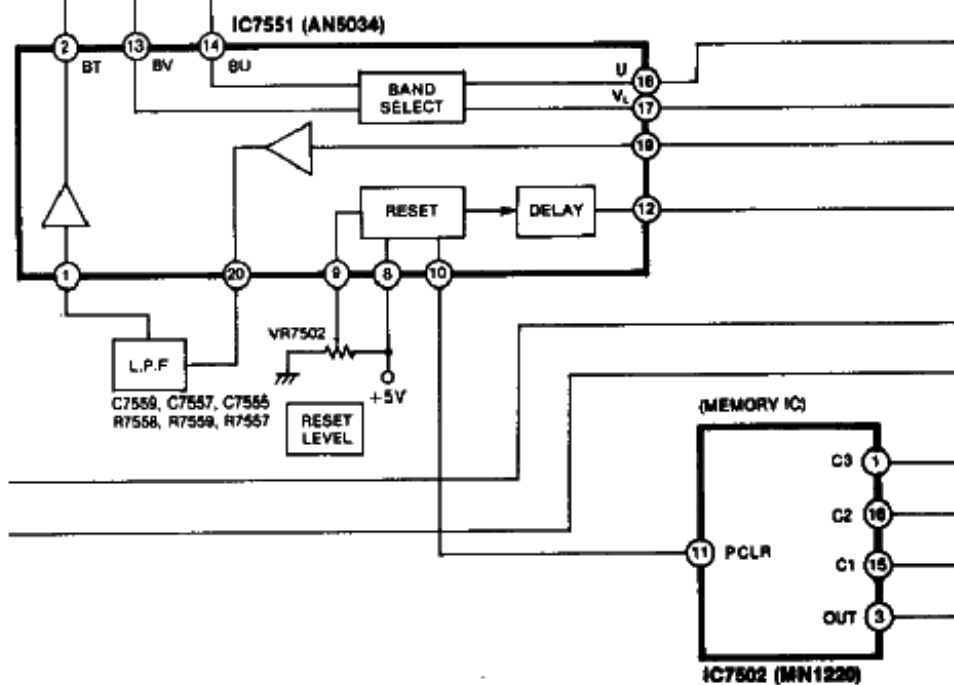 IC7551 (AN5034)
2
13
14
BT
BV
BU
BAND
SELECT
U
16
VL
17
19
RESET
DELAY
12
1
20
9
8
10
VR7502
L.P.F
+5V
C7559, C7557, C7555
R7558, R7559, R7557
RESET
LEVEL
(MEMORY IC)
C3
1
C2
16
11
PCLR
C1
15
OUT
3
IC7502 (MN1220)